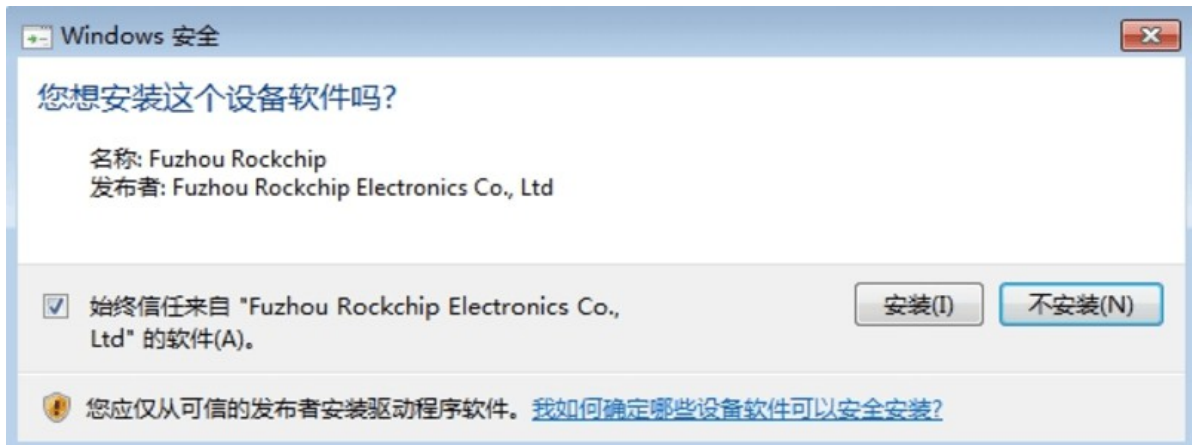 Windows 安全
您想安装这个设备软件吗?
名称: Fuzhou Rockchip
发布者: Fuzhou Rockchip Electronics Co., Ltd
始终信任来自 "Fuzhou Rockchip Electronics Co.,
Ltd" 的软件(A)。
安装(I)
不安装(N)
您应仅从可信的发布者安装驱动程序软件。我如何确定哪些设备软件可以安全安装?